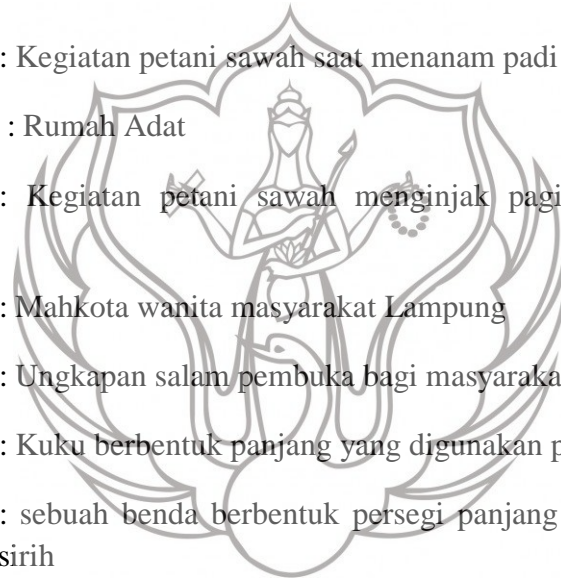 : Kegiatan petani sawah saat menanam padi
: Rumah Adat
: Kegiatan petani sawah menginjak pagi
: Mahkota wanita masyarakat Lampung
: Ungkapan salam pembuka bagi masyaraka
: Kuku berbentuk panjang yang digunakan p
: sebuah benda berbentuk persegi panjang
sirih